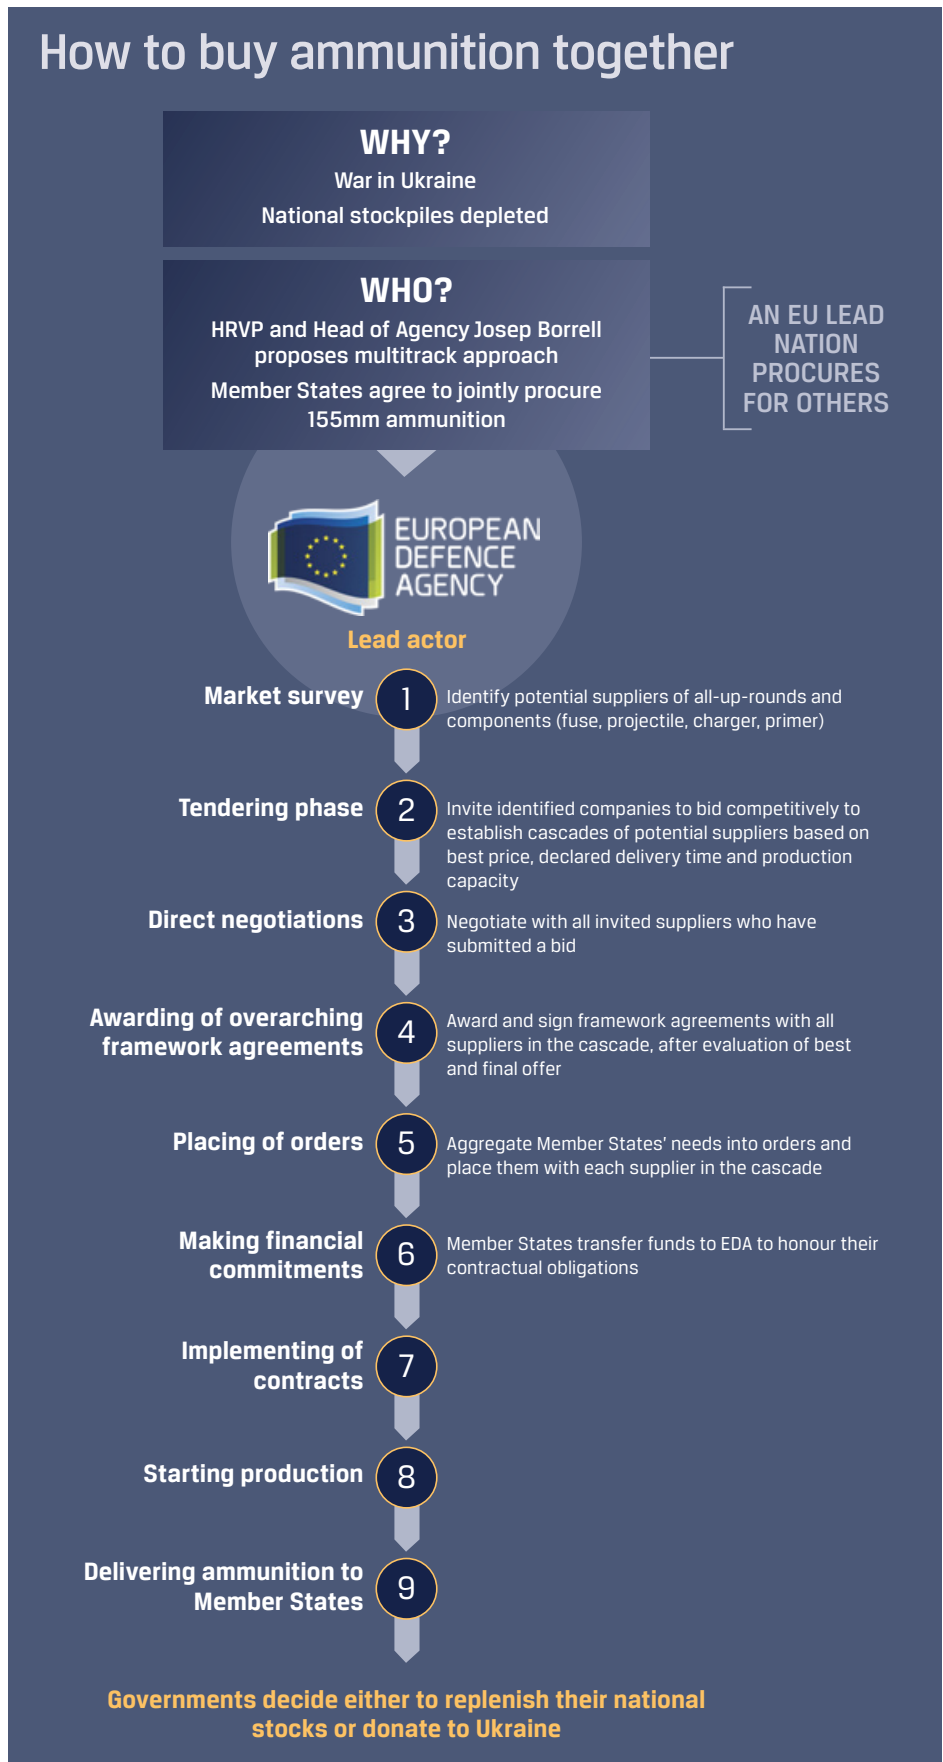 How to buy ammunition together
WHY?
War in Ukraine
National stockpiles depleted
WHO?
HRVP and Head of Agency Josep Borrell
proposes multitrack approach
Member States agree to jointly procure
155mm ammunition
AN EU LEAD
NATION
PROCURES
FOR OTHERS
EUROPEAN
DEFENCE
AGENCY
Lead actor
Market survey
1
Identify potential suppliers of all-up-rounds and
components (fuse, projectile, charger, primer)
Tendering phase
2
Invite identified companies to bid competitively to
establish cascades of potential suppliers based on
best price, declared delivery time and production
capacity
Direct negotiations
3
Negotiate with all invited suppliers who have
submitted a bid
Awarding of overarching
framework agreements
4
Award and sign framework agreements with all
suppliers in the cascade, after evaluation of best
and final offer
Placing of orders
5
Aggregate Member States' needs into orders and
place them with each supplier in the cascade
Making financial
commitments
6
Member States transfer funds to EDA to honour their
contractual obligations
Implementing of
contracts
7
Starting production
8
Delivering ammunition to
Member States
9
Governments decide either to replenish their national
stocks or donate to Ukraine